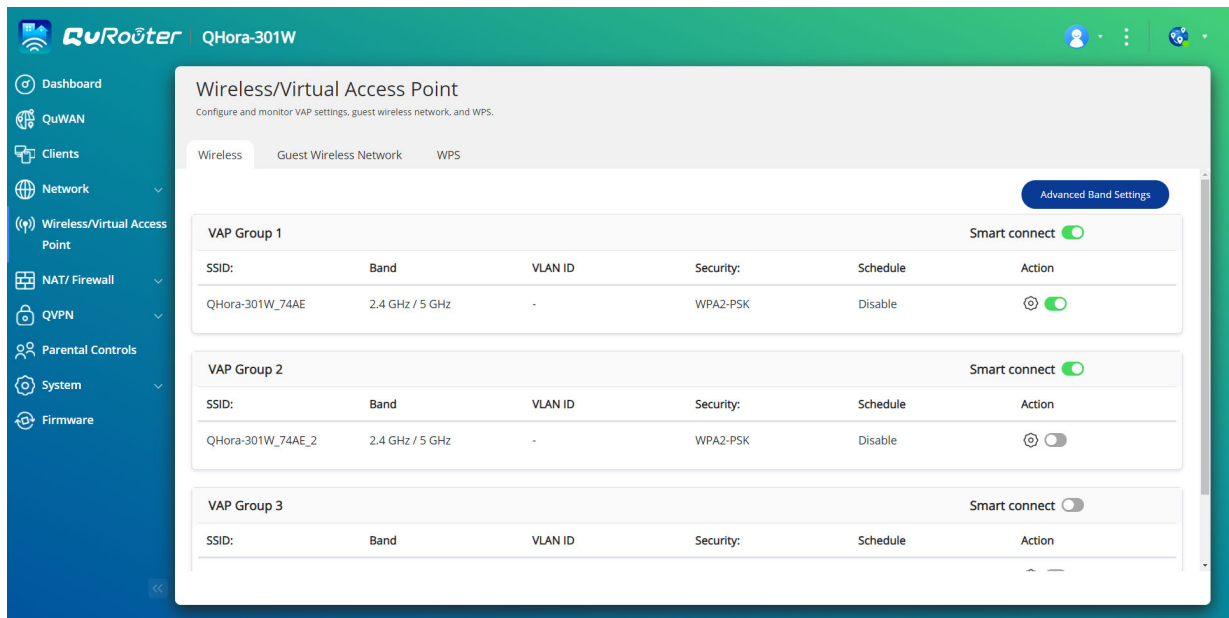 QuRoûter QHora-301W
Dashboard
QuWAN
Clients
Network
Wireless/Virtual Access
Point
NAT/ Firewall
QVPN
Parental Controls
System
Firmware
Wireless/Virtual Access Point
Configure and monitor VAP settings, guest wireless network, and WPS.
Wireless Guest Wireless Network WPS
Advanced Band Settings
VAP Group 1 Smart connect
SSID: Band VLAN ID Security: Schedule Action
QHora-301W_74AE 2.4 GHz / 5 GHz - WPA2-PSK Disable
VAP Group 2 Smart connect
SSID: Band VLAN ID Security: Schedule Action
QHora-301W_74AE_2 2.4 GHz / 5 GHz - WPA2-PSK Disable
VAP Group 3 Smart connect
SSID: Band VLAN ID Security: Schedule Action